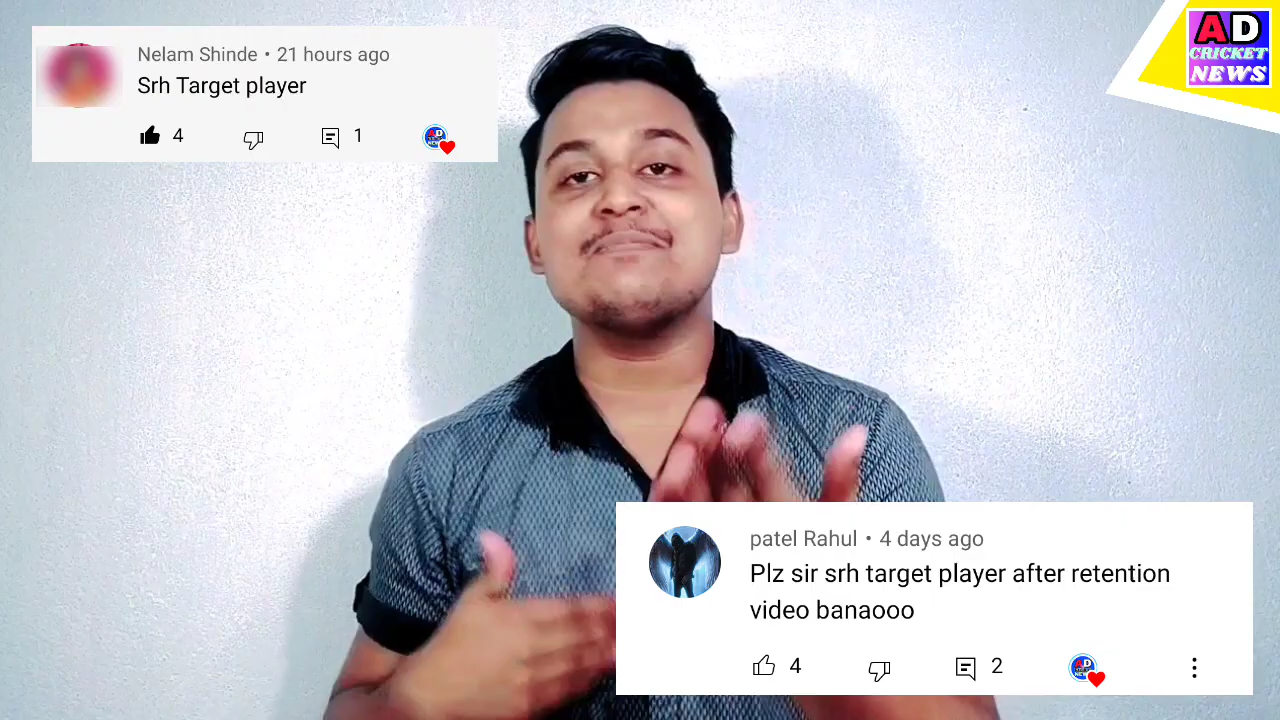 Nelam Shinde • 21 hours ago
Srh Target player
4
1
AD
CRICKET
NEWS
patel Rahul • 4 days ago
Plz sir srh target player after retention
video banaooo
4
2